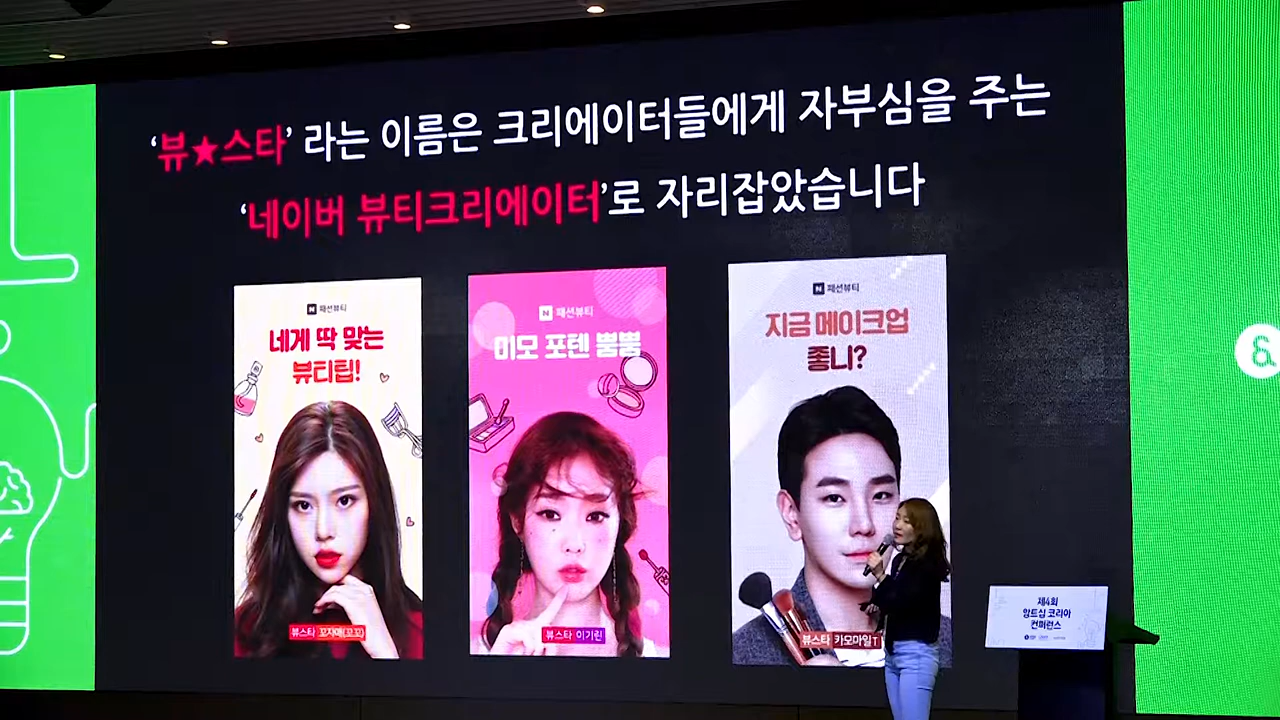 ‘뷰★스타’ 라는 이름은 크리에이터들에게 자부심을 주는
‘네이버 뷰티크리에이터’로 자리잡았습니다
N 패션뷰티
네게 딱 맞는
뷰티팁!
뷰스타 꼬자매(꼬꼬)
N 패션뷰티
미모 포텐 뿜뿜
뷰스타 이기린
N 패션뷰티
지금 메이크업
좋니?
뷰스타 카모마일T
제4회
임트십 코리아
컨퍼런스
&